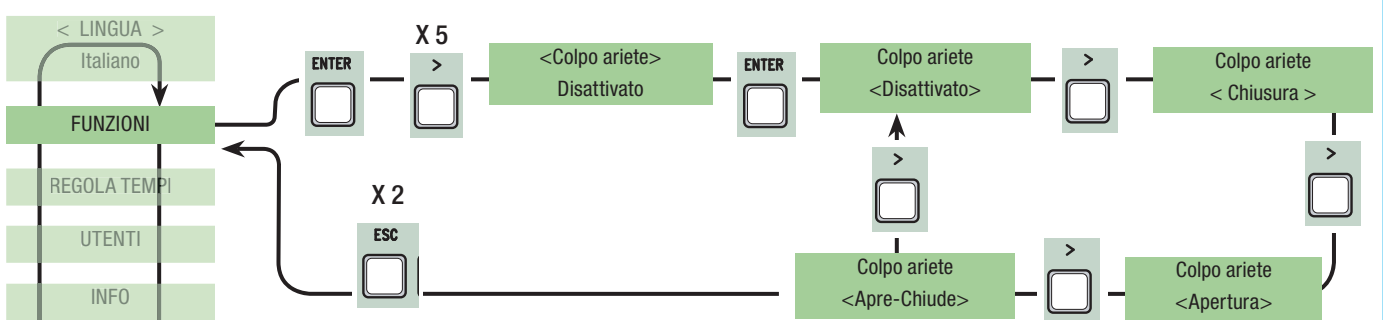 < LINGUA >
Italiano
FUNZIONI
REGOLA TEMPI
UTENTI
INFO
ENTER
X 5
>
<Colpo ariete>
Disattivato
ENTER
Colpo ariete
<Disattivato>
>
Colpo ariete
< Chiusura >
>
Colpo ariete
<Apertura>
>
Colpo ariete
<Apre-Chiude>
>
X 2
ESC